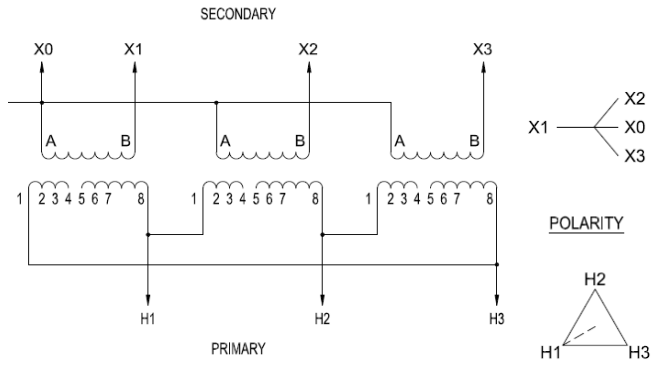 SECONDARY
X0 X1 X2 X3
X2
X1 X0
X3
A B A B A B
1 2 3 4 5 6 7 8 1 2 3 4 5 6 7 8 1 2 3 4 5 6 7 8
POLARITY
H2
H1 H2 H3
H1 H3
PRIMARY